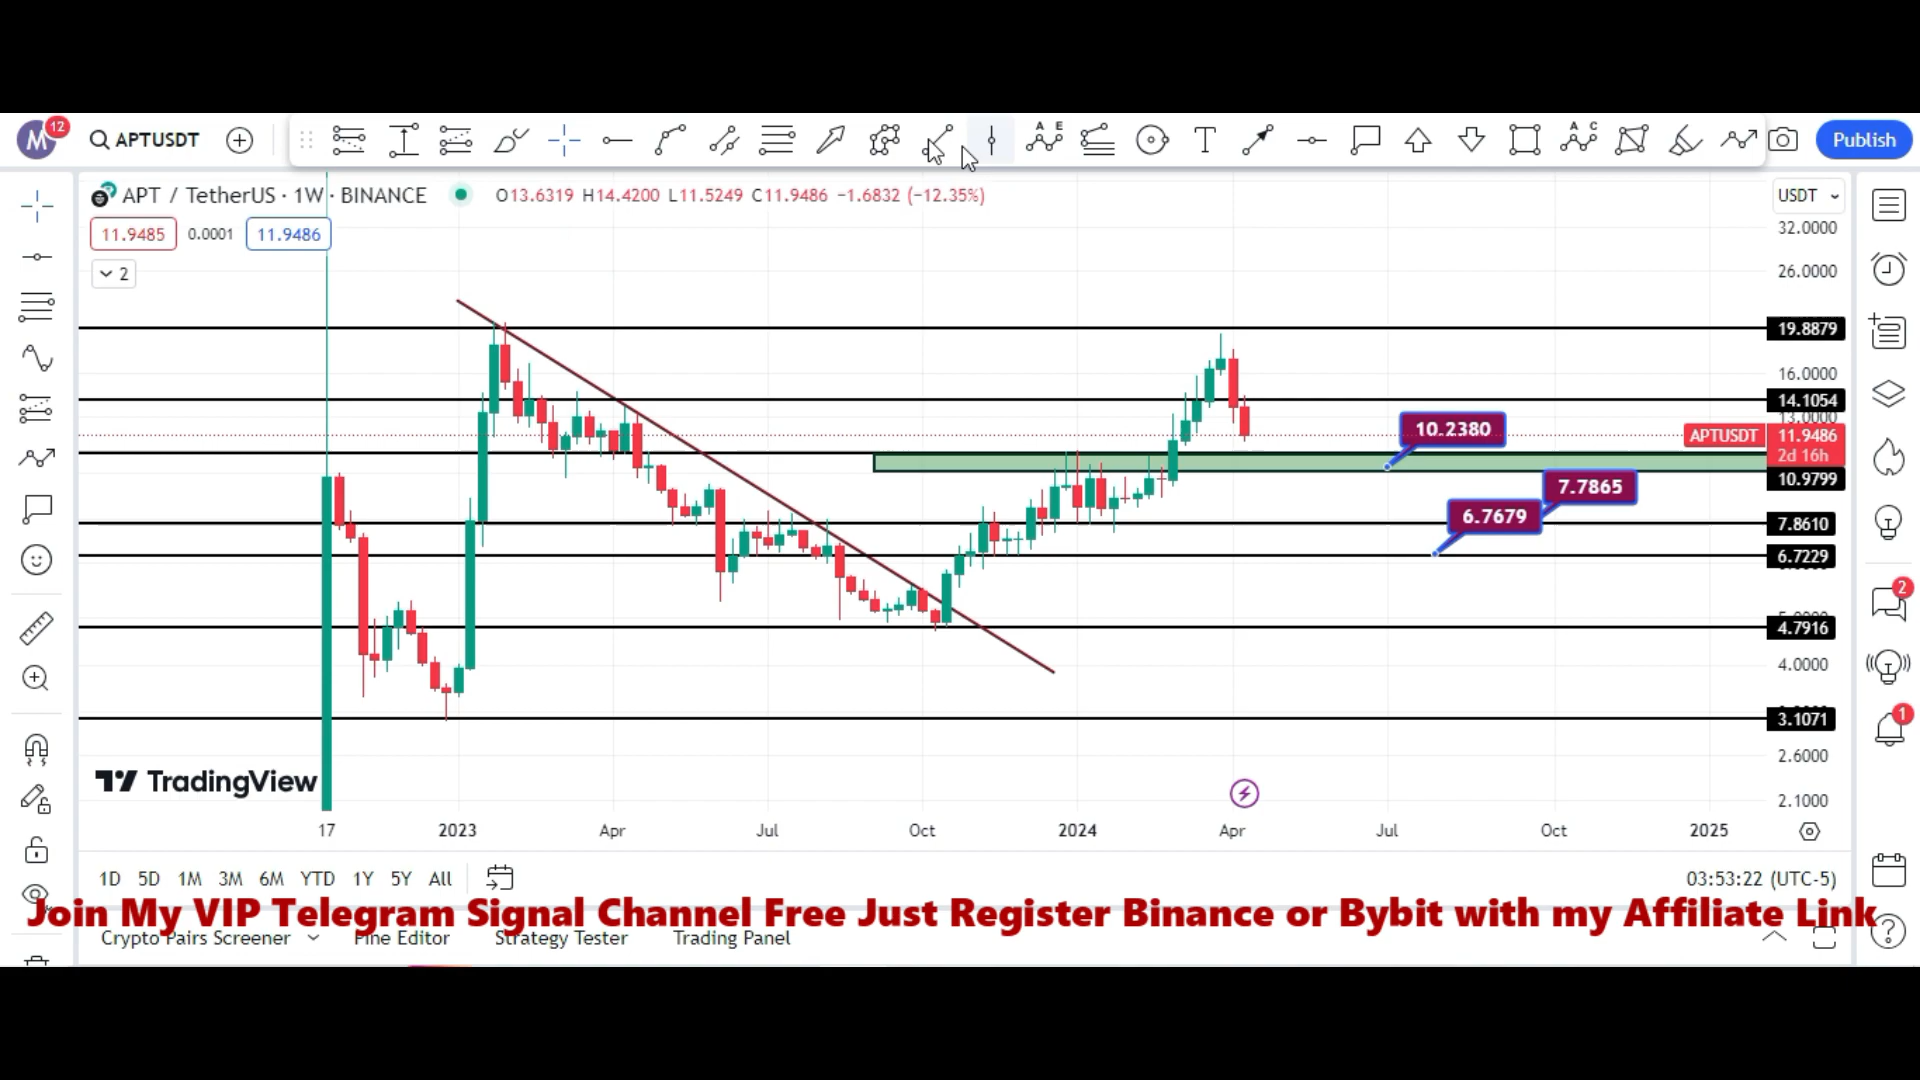 M 12 APTUSDT Publish
A E
T
A C
APT / TetherUS · 1W · BINANCE O13.6319 H14.4200 L11.5249 C11.9486 −1.6832 (−12.35%) USDT
11.9485 0.0001 11.9486
32.0000
2
26.0000
19.8879
16.0000
14.1054
13.0000
10.2380
APTUSDT 11.9486
2d 16h
10.9799
7.7865
6.7679
7.8610
6.7229
2
4.7916
4.0000
1
3.1071
2.6000
TradingView
2.1000
17 2023 Apr Jul Oct 2024 Apr Jul Oct 2025
1D 5D 1M 3M 6M YTD 1Y 5Y All 03:53:22 (UTC-5)
Join My VIP Telegram Signal Channel Free Just Register Binance or Bybit with my Affiliate Link
Crypto Pairs Screener Pine Editor Strategy Tester Trading Panel